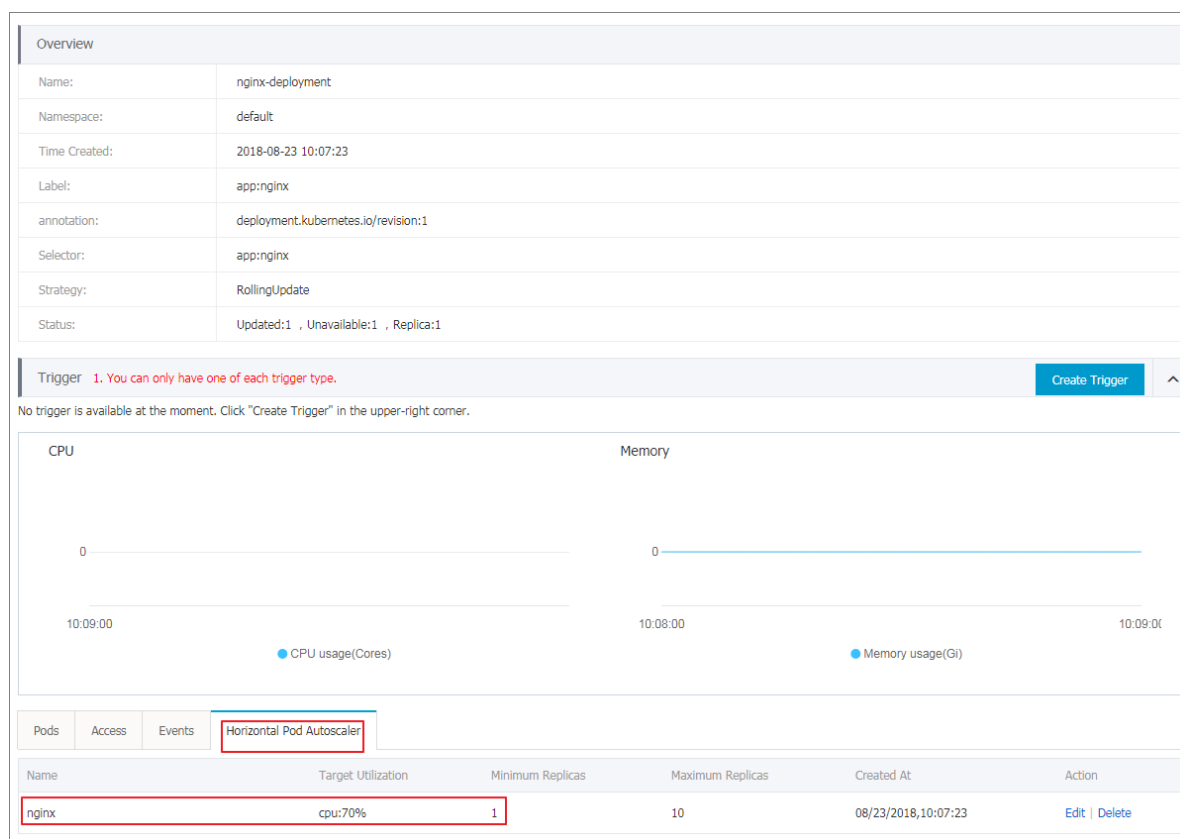 Overview
Name: nginx-deployment
Namespace: default
Time Created: 2018-08-23 10:07:23
Label: app:nginx
annotation: deployment.kubernetes.io/revision:1
Selector: app:nginx
Strategy: RollingUpdate
Status: Updated:1 , Unavailable:1 , Replica:1
Trigger 1. You can only have one of each trigger type. Create Trigger
No trigger is available at the moment. Click "Create Trigger" in the upper-right corner.
CPU Memory
0 0
10:09:00 10:08:00 10:09:00
CPU usage(Cores) Memory usage(Gi)
Pods Access Events Horizontal Pod Autoscaler
Name Target Utilization Minimum Replicas Maximum Replicas Created At Action
nginx cpu:70% 1 10 08/23/2018,10:07:23 Edit | Delete